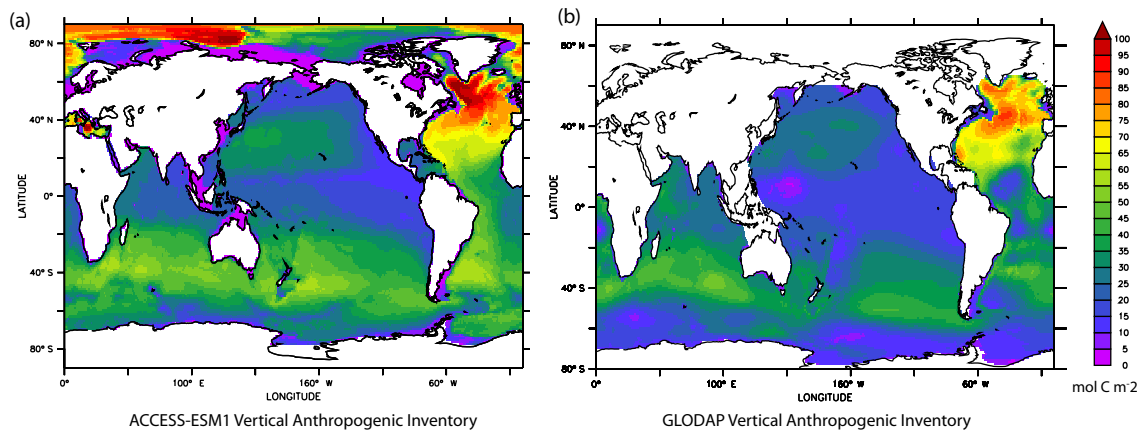 (a)
80° N
40° N
0°
40° S
80° S
LATITUDE
0°
100° E
160° W
60° W
LONGITUDE
ACCESS-ESM1 Vertical Anthropogenic Inventory
(b)
80° N
40° N
0°
40° S
80° S
LATITUDE
0°
100° E
160° W
60° W
LONGITUDE
GLODAP Vertical Anthropogenic Inventory
100
95
90
85
80
75
70
65
60
55
50
45
40
35
30
25
20
15
10
5
0
mol C m-2